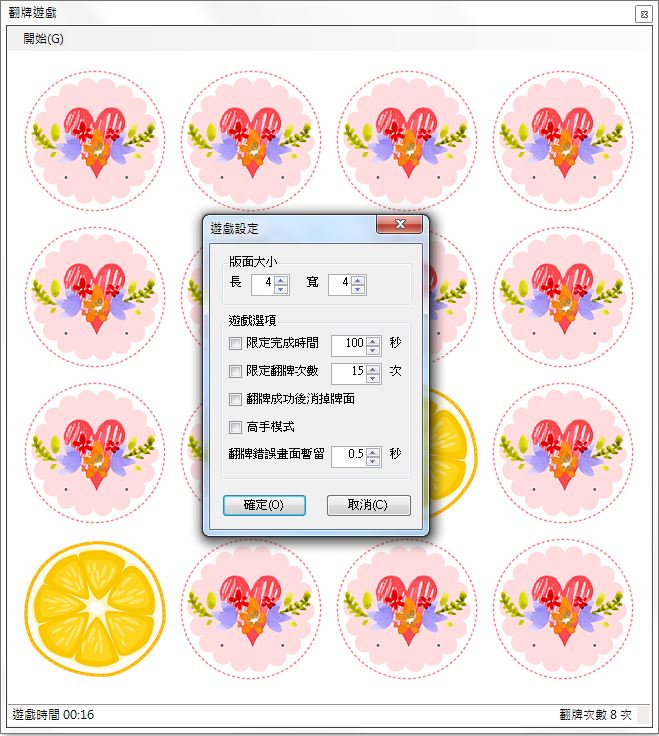 翻牌遊戲
開始(G)
遊戲設定
版面大小
長 4 寬 4
遊戲選項
限定完成時間 100 秒
限定翻牌次數 15 次
翻牌成功後消掉牌面
高手模式
翻牌錯誤畫面暫留 0.5 秒
確定(O) 取消(C)
遊戲時間 00:16 翻牌次數 8 次